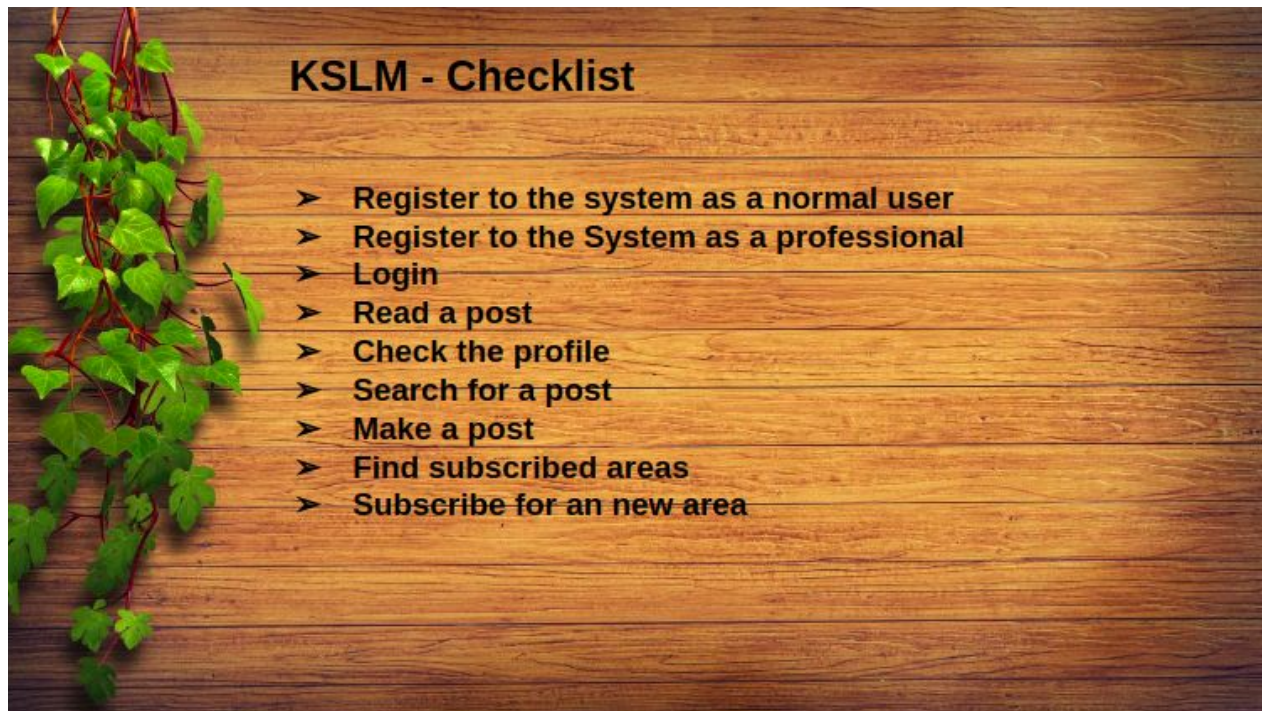 KSLM - Checklist
➢ Register to the system as a normal user
➢ Register to the System as a professional
➢ Login
➢ Read a post
➢ Check the profile
➢ Search for a post
➢ Make a post
➢ Find subscribed areas
➢ Subscribe for an new area